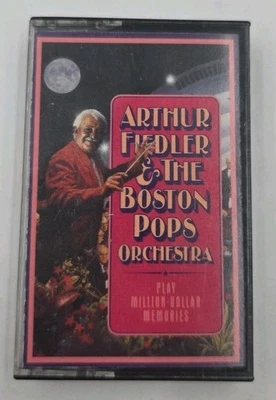 ARTHUR
FIEDLER
& THE
BOSTON
POPS
ORCHESTRA
PLAY
MILLION DOLLAR
MEMORIES